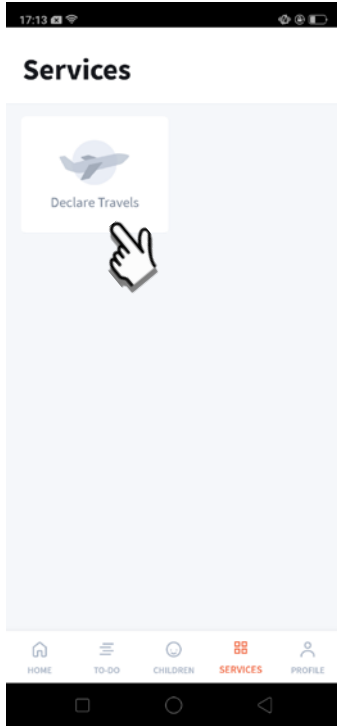 17:13
Services
Declare Travels
HOME TO-DO CHILDREN SERVICES PROFILE